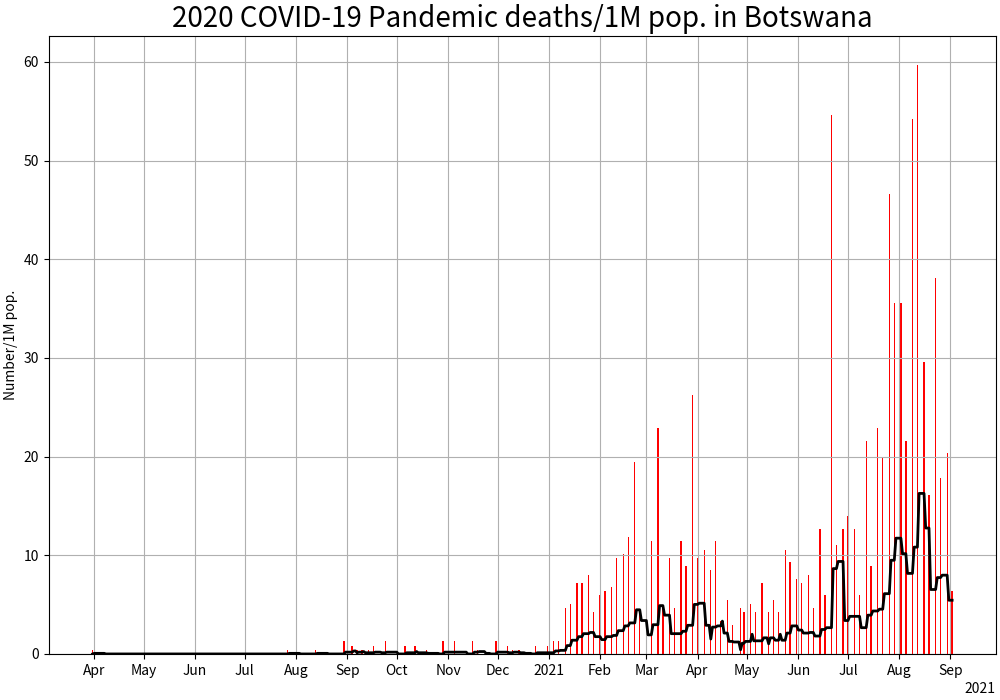 2020 COVID-19 Pandemic deaths/1M pop. in Botswana
Number/1M pop.
60
50
40
30
20
10
0
Apr May Jun Jul Aug Sep Oct Nov Dec 2021 Feb Mar Apr May Jun Jul Aug Sep
2021